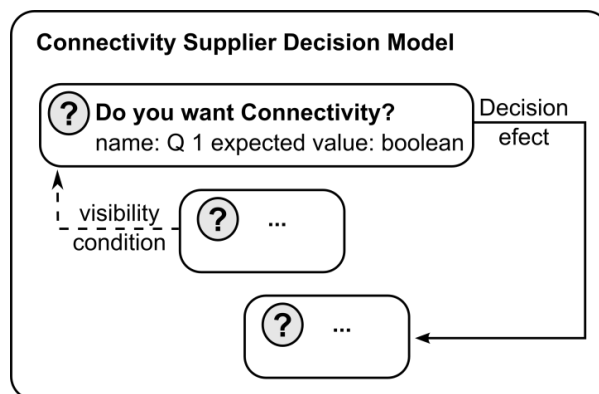 Connectivity Supplier Decision Model
? Do you want Connectivity?
name: Q 1 expected value: boolean
Decision
efect
visibility
condition
? ...
? ...